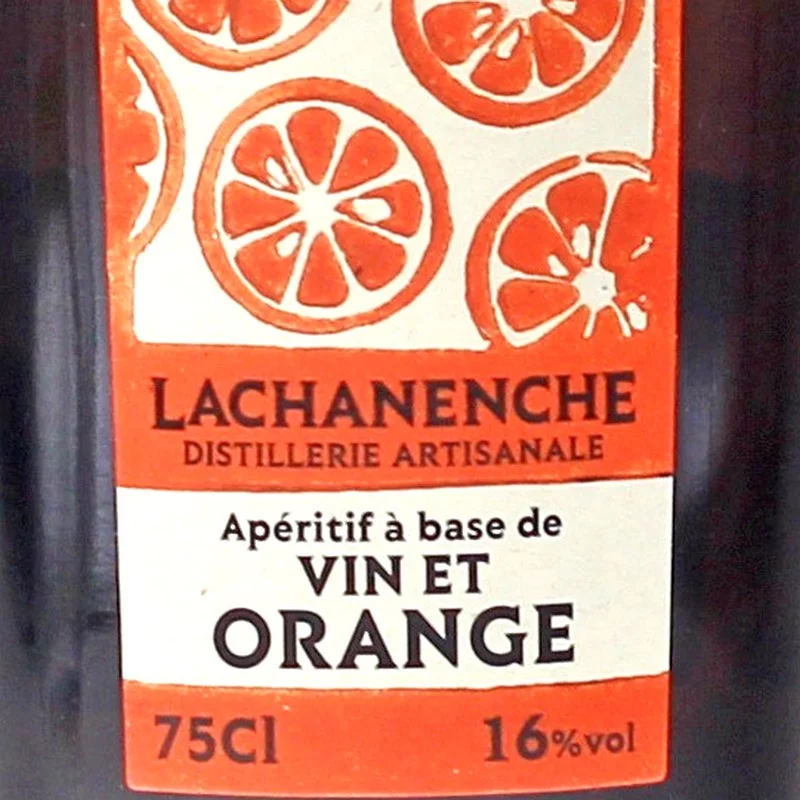 LACHANENCHE
DISTILLERIE ARTISANALE
Apéritif à base de
VIN ET
ORANGE
75Cl 16%vol